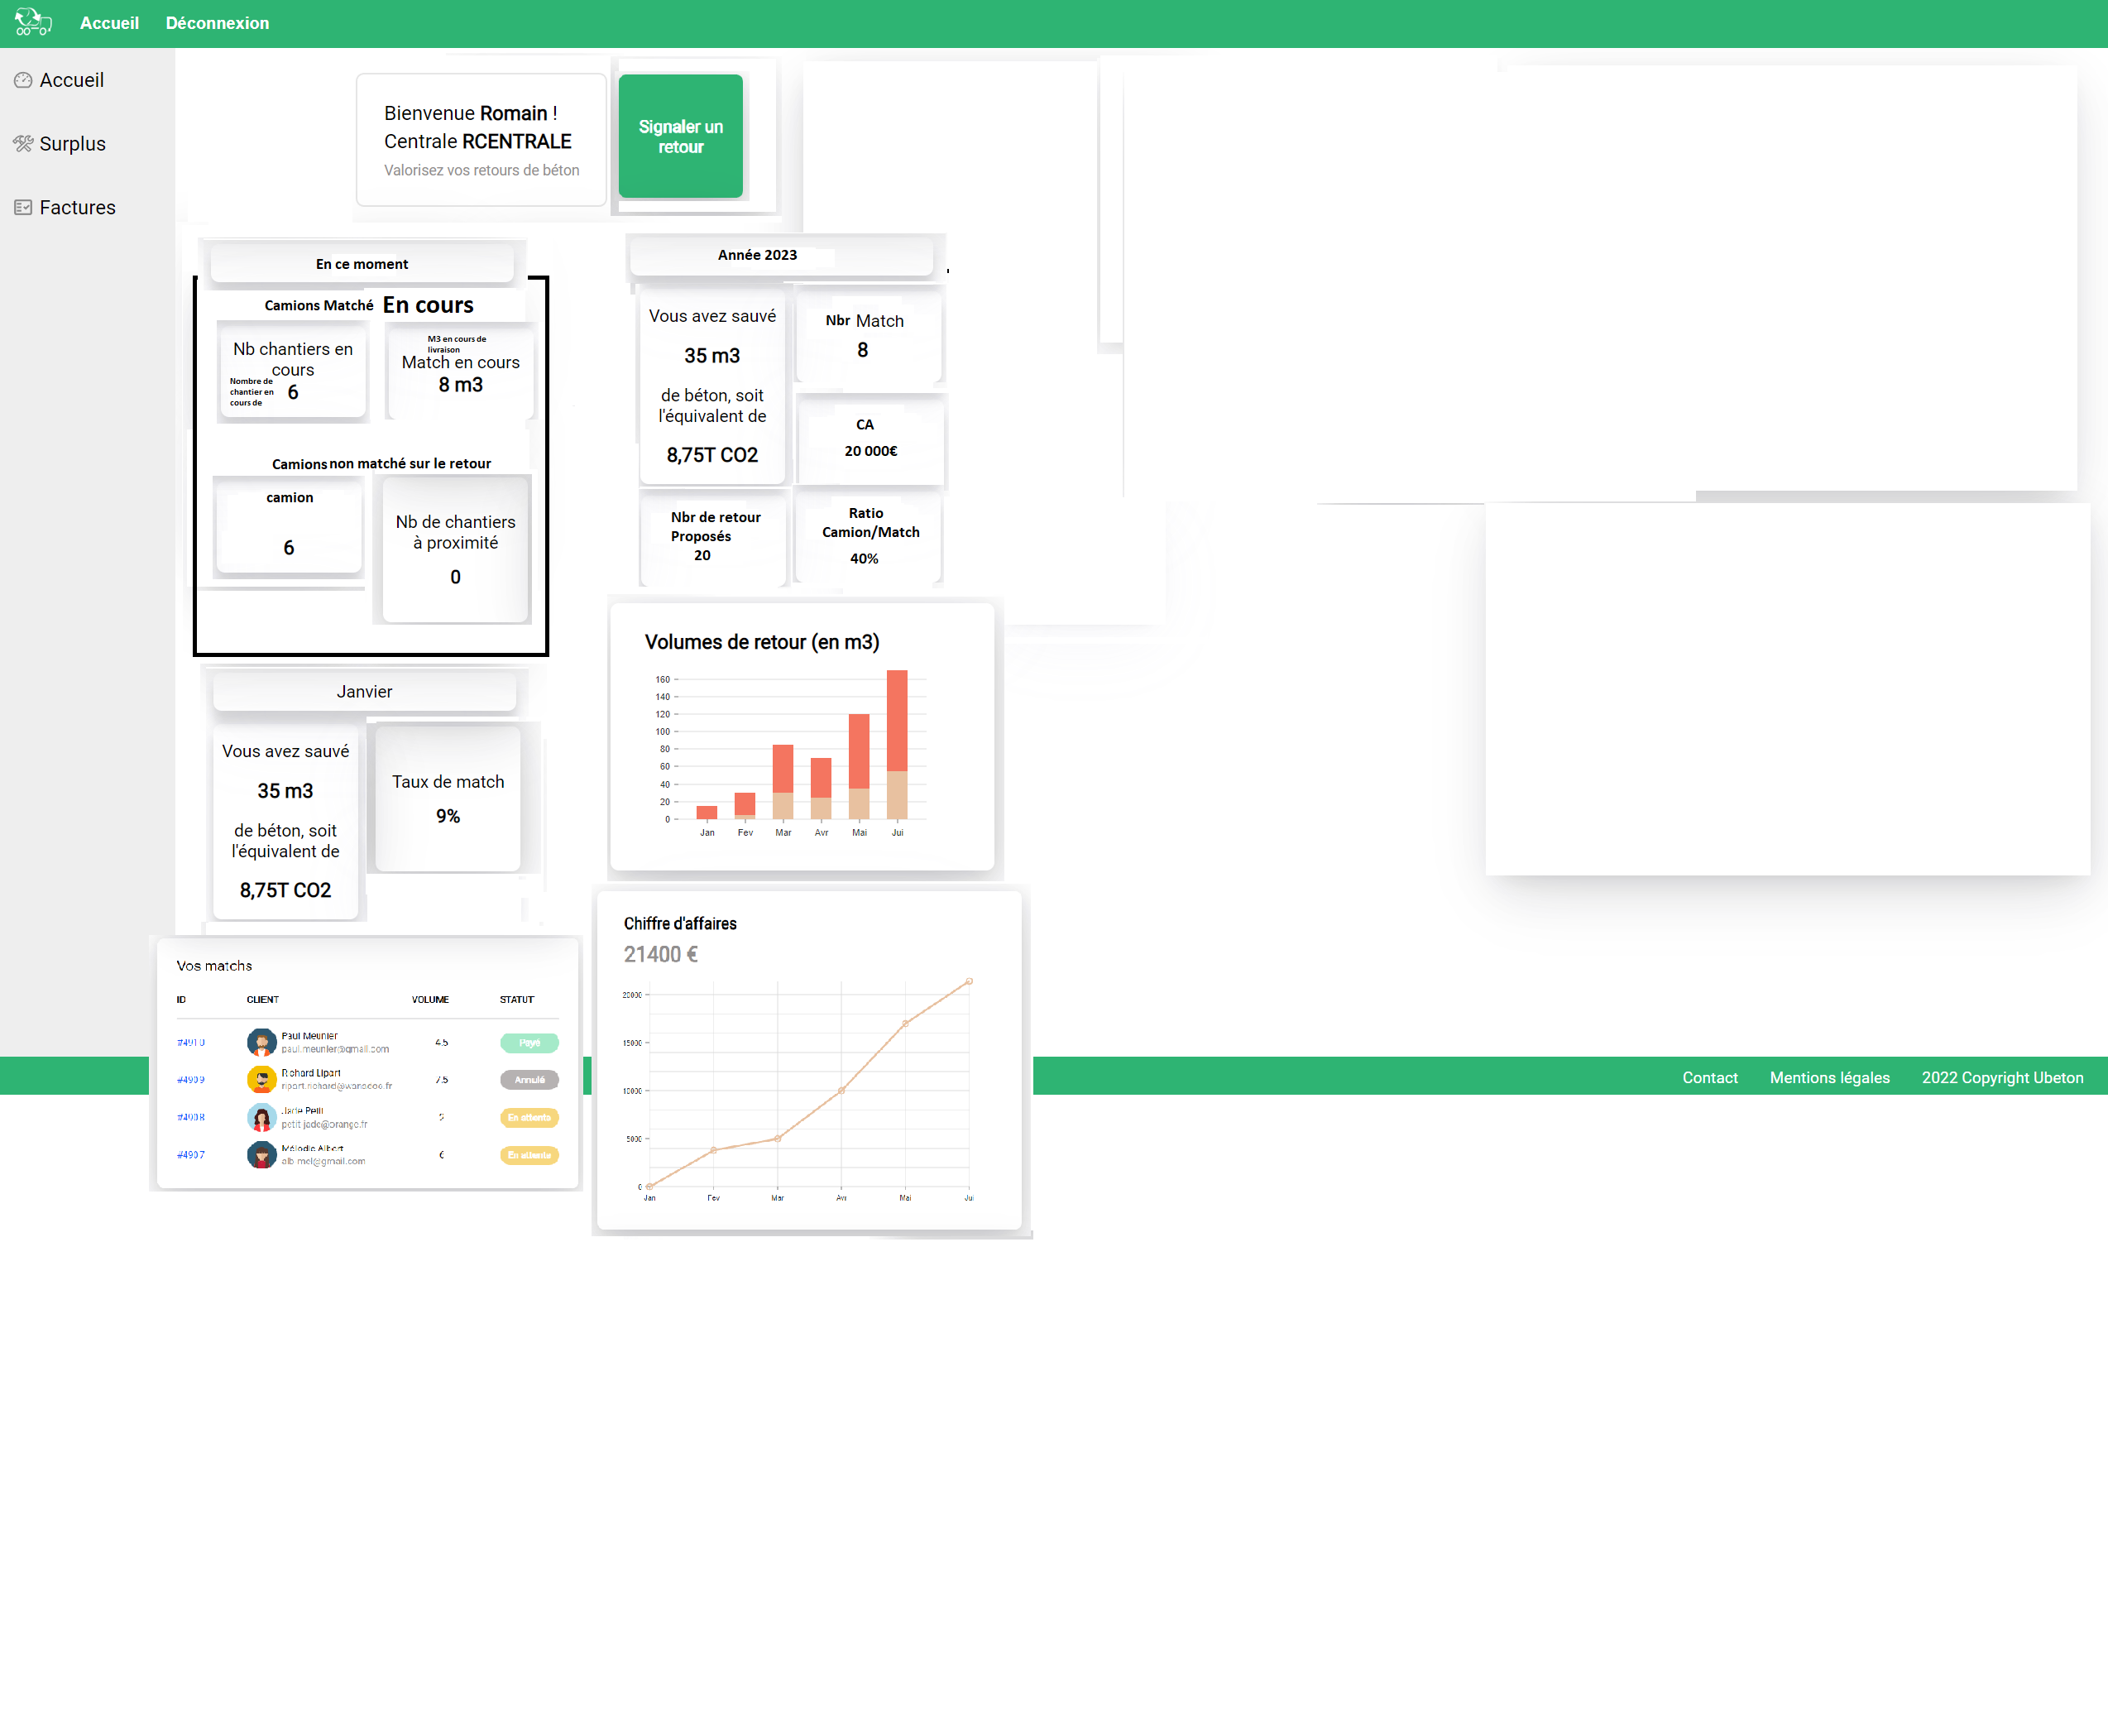 Accueil Déconnexion
Accueil
Surplus
Factures
Bienvenue Romain !
Centrale RCENTRALE
Valorisez vos retours de béton
Signaler un
retour
En ce moment
Camions Matché En cours
Nb chantiers en
cours
Nombre de
chantier en
cours de
6
M3 en cours de
livraison
Match en cours
8 m3
Camions non matché sur le retour
camion
6
Nb de chantiers
à proximité
0
Année 2023
Vous avez sauvé
35 m3
de béton, soit
l'équivalent de
8,75T CO2
Nbr Match
8
CA
20 000€
Nbr de retour
Proposés
20
Ratio
Camion/Match
40%
Janvier
Vous avez sauvé
35 m3
de béton, soit
l'équivalent de
8,75T CO2
Taux de match
9%
Volumes de retour (en m3)
160
140
120
100
80
60
40
20
0
Jan Fev Mar Avr Mai Jui
Vos matchs
ID CLIENT VOLUME STATUT
#4910 Paul Meunier 4.5 Payé
paul.meunier@gmail.com
#4909 Richard Lipart 7.5 Annulé
lipart.richard@wanadoo.fr
#4908 Jade Petit 2 En attente
petit.jade@orange.fr
#4907 Mélodie Albert 6 En attente
alb.mel@gmail.com
Chiffre d'affaires
21400 €
20000
15000
10000
5000
0
Jan Fev Mar Avr Mai Jui
Contact Mentions légales 2022 Copyright Ubeton